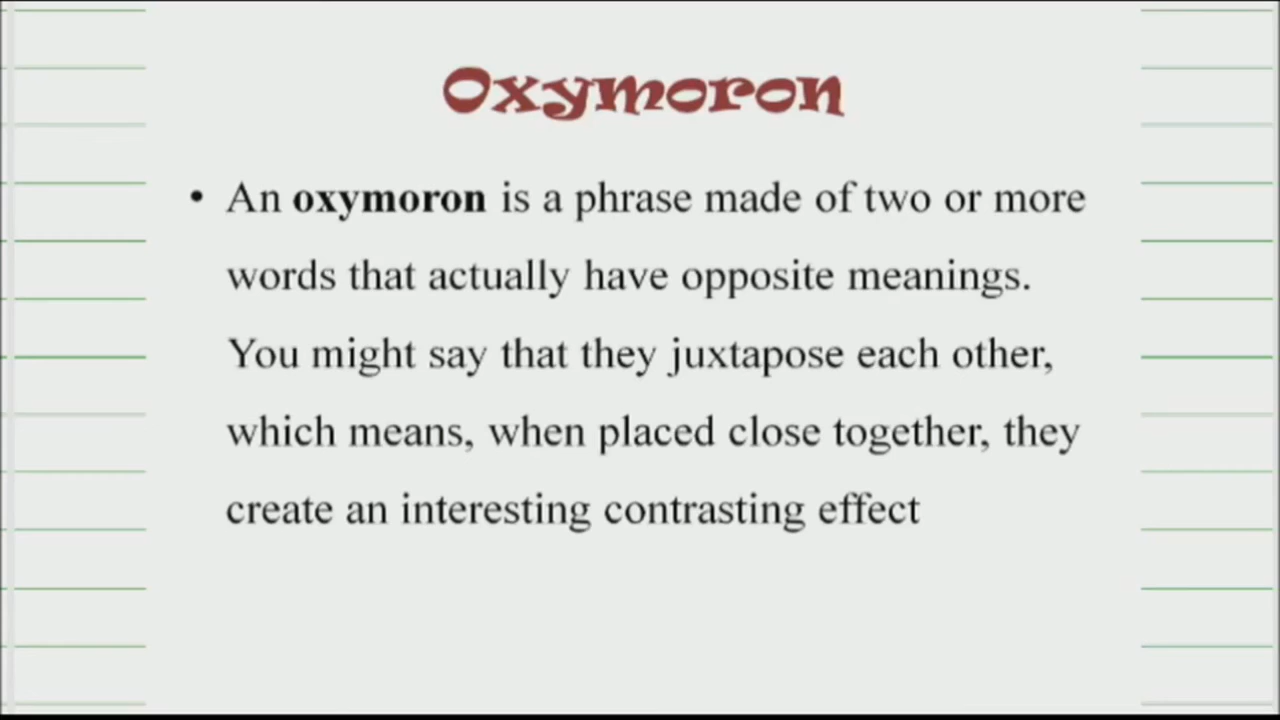 Oxymoron
• An oxymoron is a phrase made of two or more
words that actually have opposite meanings.
You might say that they juxtapose each other,
which means, when placed close together, they
create an interesting contrasting effect